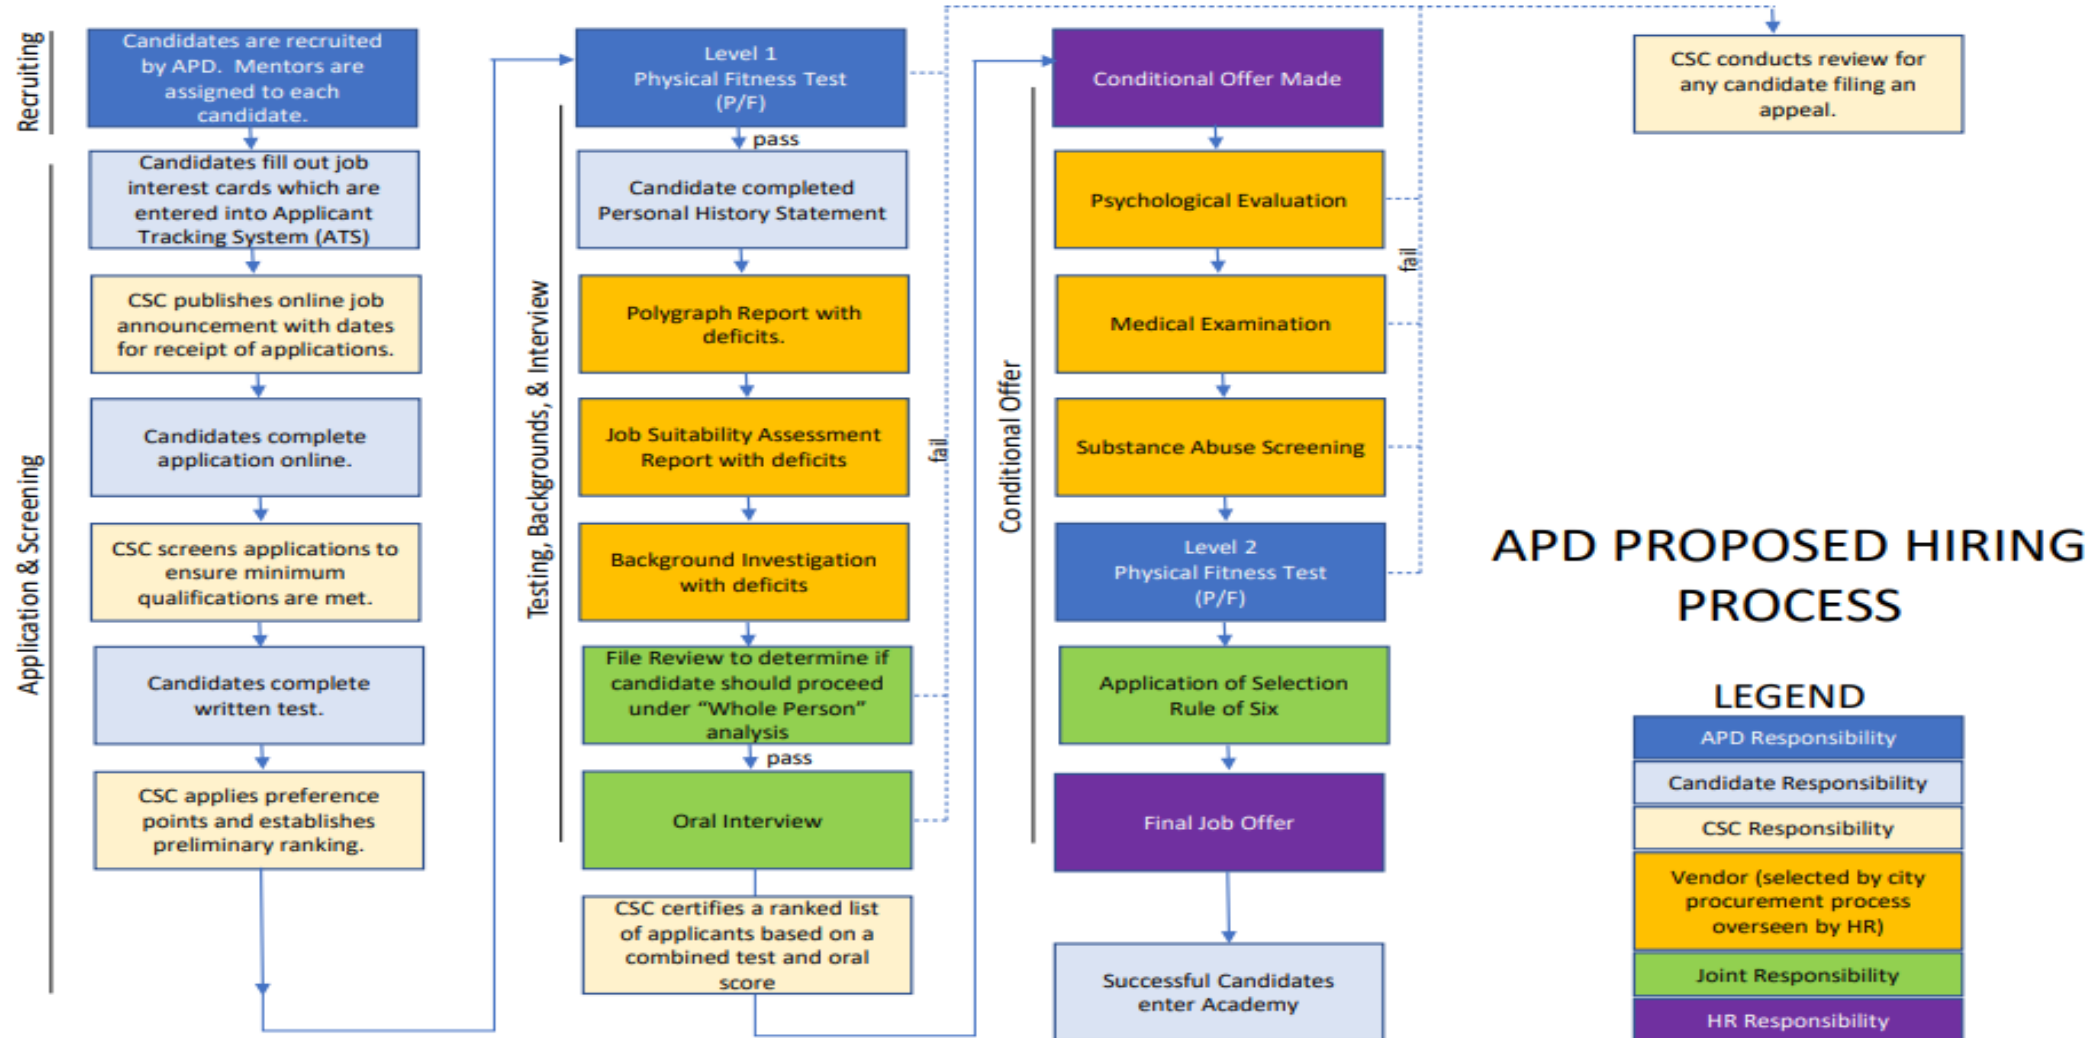 Recruiting
Candidates are recruited
by APD. Mentors are
assigned to each
candidate.
Application & Screening
Candidates fill out job
interest cards which are
entered into Applicant
Tracking System (ATS)
CSC publishes online job
announcement with dates
for receipt of applications.
Candidates complete
application online.
CSC screens applications to
ensure minimum
qualifications are met.
Candidates complete
written test.
CSC applies preference
points and establishes
preliminary ranking.
Testing, Backgrounds, & Interview
Level 1
Physical Fitness Test
(P/F)
pass
Candidate completed
Personal History Statement
Polygraph Report with
deficits.
Job Suitability Assessment
Report with deficits
Background Investigation
with deficits
File Review to determine if
candidate should proceed
under “Whole Person”
analysis
pass
Oral Interview
fail
CSC certifies a ranked list
of applicants based on a
combined test and oral
score
Conditional Offer
Conditional Offer Made
Psychological Evaluation
Medical Examination
Substance Abuse Screening
Level 2
Physical Fitness Test
(P/F)
fail
Application of Selection
Rule of Six
Final Job Offer
Successful Candidates
enter Academy
CSC conducts review for
any candidate filing an
appeal.
APD PROPOSED HIRING
PROCESS
LEGEND
APD Responsibility
Candidate Responsibility
CSC Responsibility
Vendor (selected by city
procurement process
overseen by HR)
Joint Responsibility
HR Responsibility